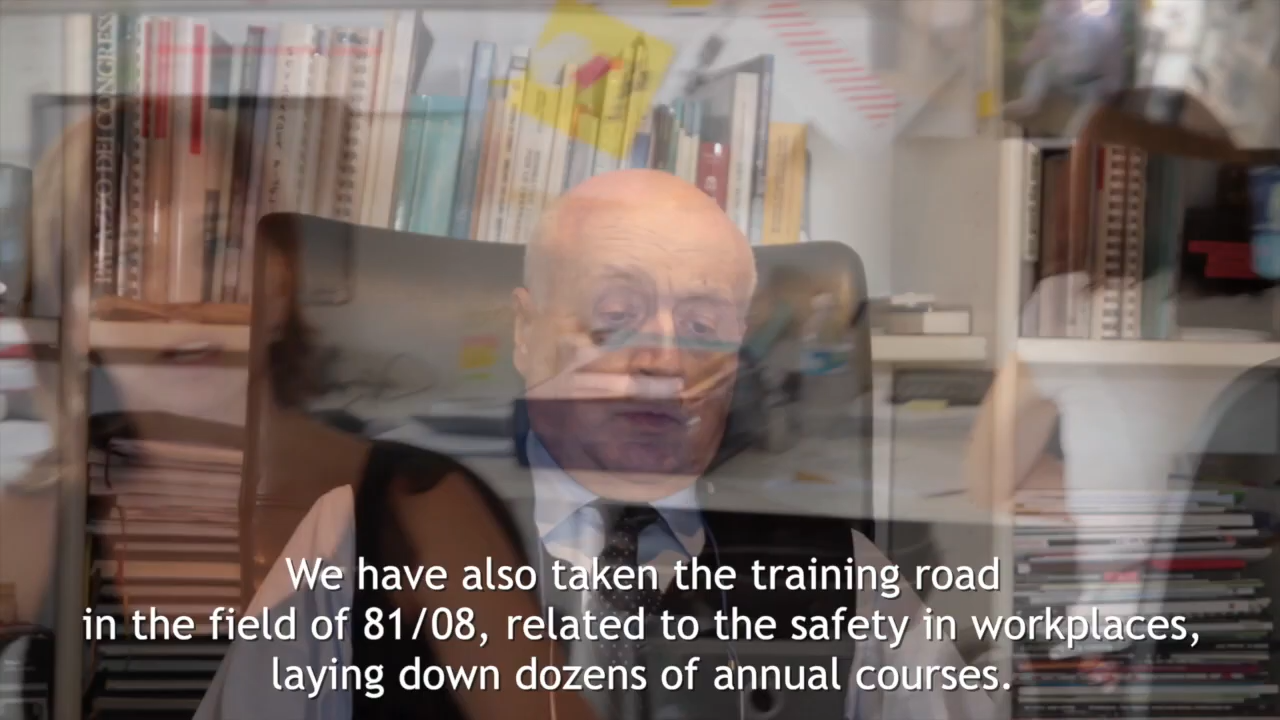 PALAZZO DEI CONGRESSI
We have also taken the training road
in the field of 81/08, related to the safety in workplaces,
laying down dozens of annual courses.